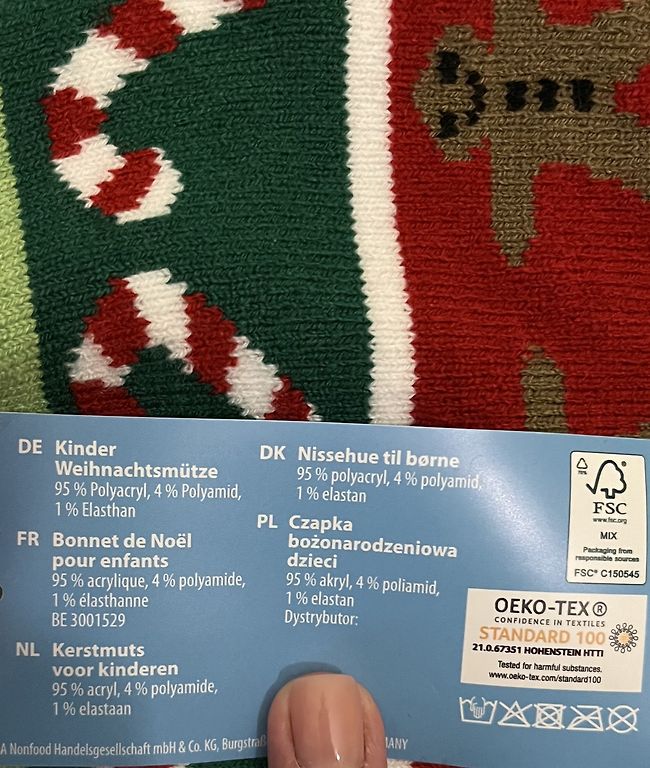 DE Kinder
Weihnachtsmütze
95 % Polyacryl, 4 % Polyamid,
1 % Elasthan
FR Bonnet de Noël
pour enfants
95 % acrylique, 4 % polyamide,
1 % élasthanne
BE 3001529
NL Kerstmuts
voor kinderen
95 % acryl, 4 % polyamide,
1 % elastaan
DK Nissehue til børne
95 % polyacryl, 4 % polyamid,
1 % elastan
PL Czapka
bożonarodzeniowa
dzieci
95 % akryl, 4 % poliamid,
1 % elastan
Dystrybutor:
70%
FSC
www.fsc.org
MIX
Packaging from
responsible sources
FSC® C150545
OEKO-TEX®
CONFIDENCE IN TEXTILES
STANDARD 100
21.0.67351 HOHENSTEIN HTTI
Tested for harmful substances.
www.oeko-tex.com/standard100
A Nonfood Handelsgesellschaft mbH & Co. KG,